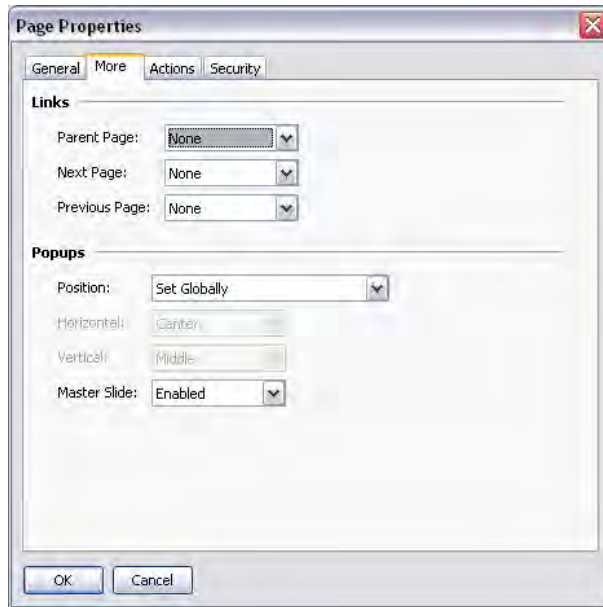 Page Properties
General More Actions Security
Links
Parent Page: None
Next Page: None
Previous Page: None
Popups
Position: Set Globally
Horizontal: Center
Vertical: Middle
Master Slide: Enabled
OK Cancel